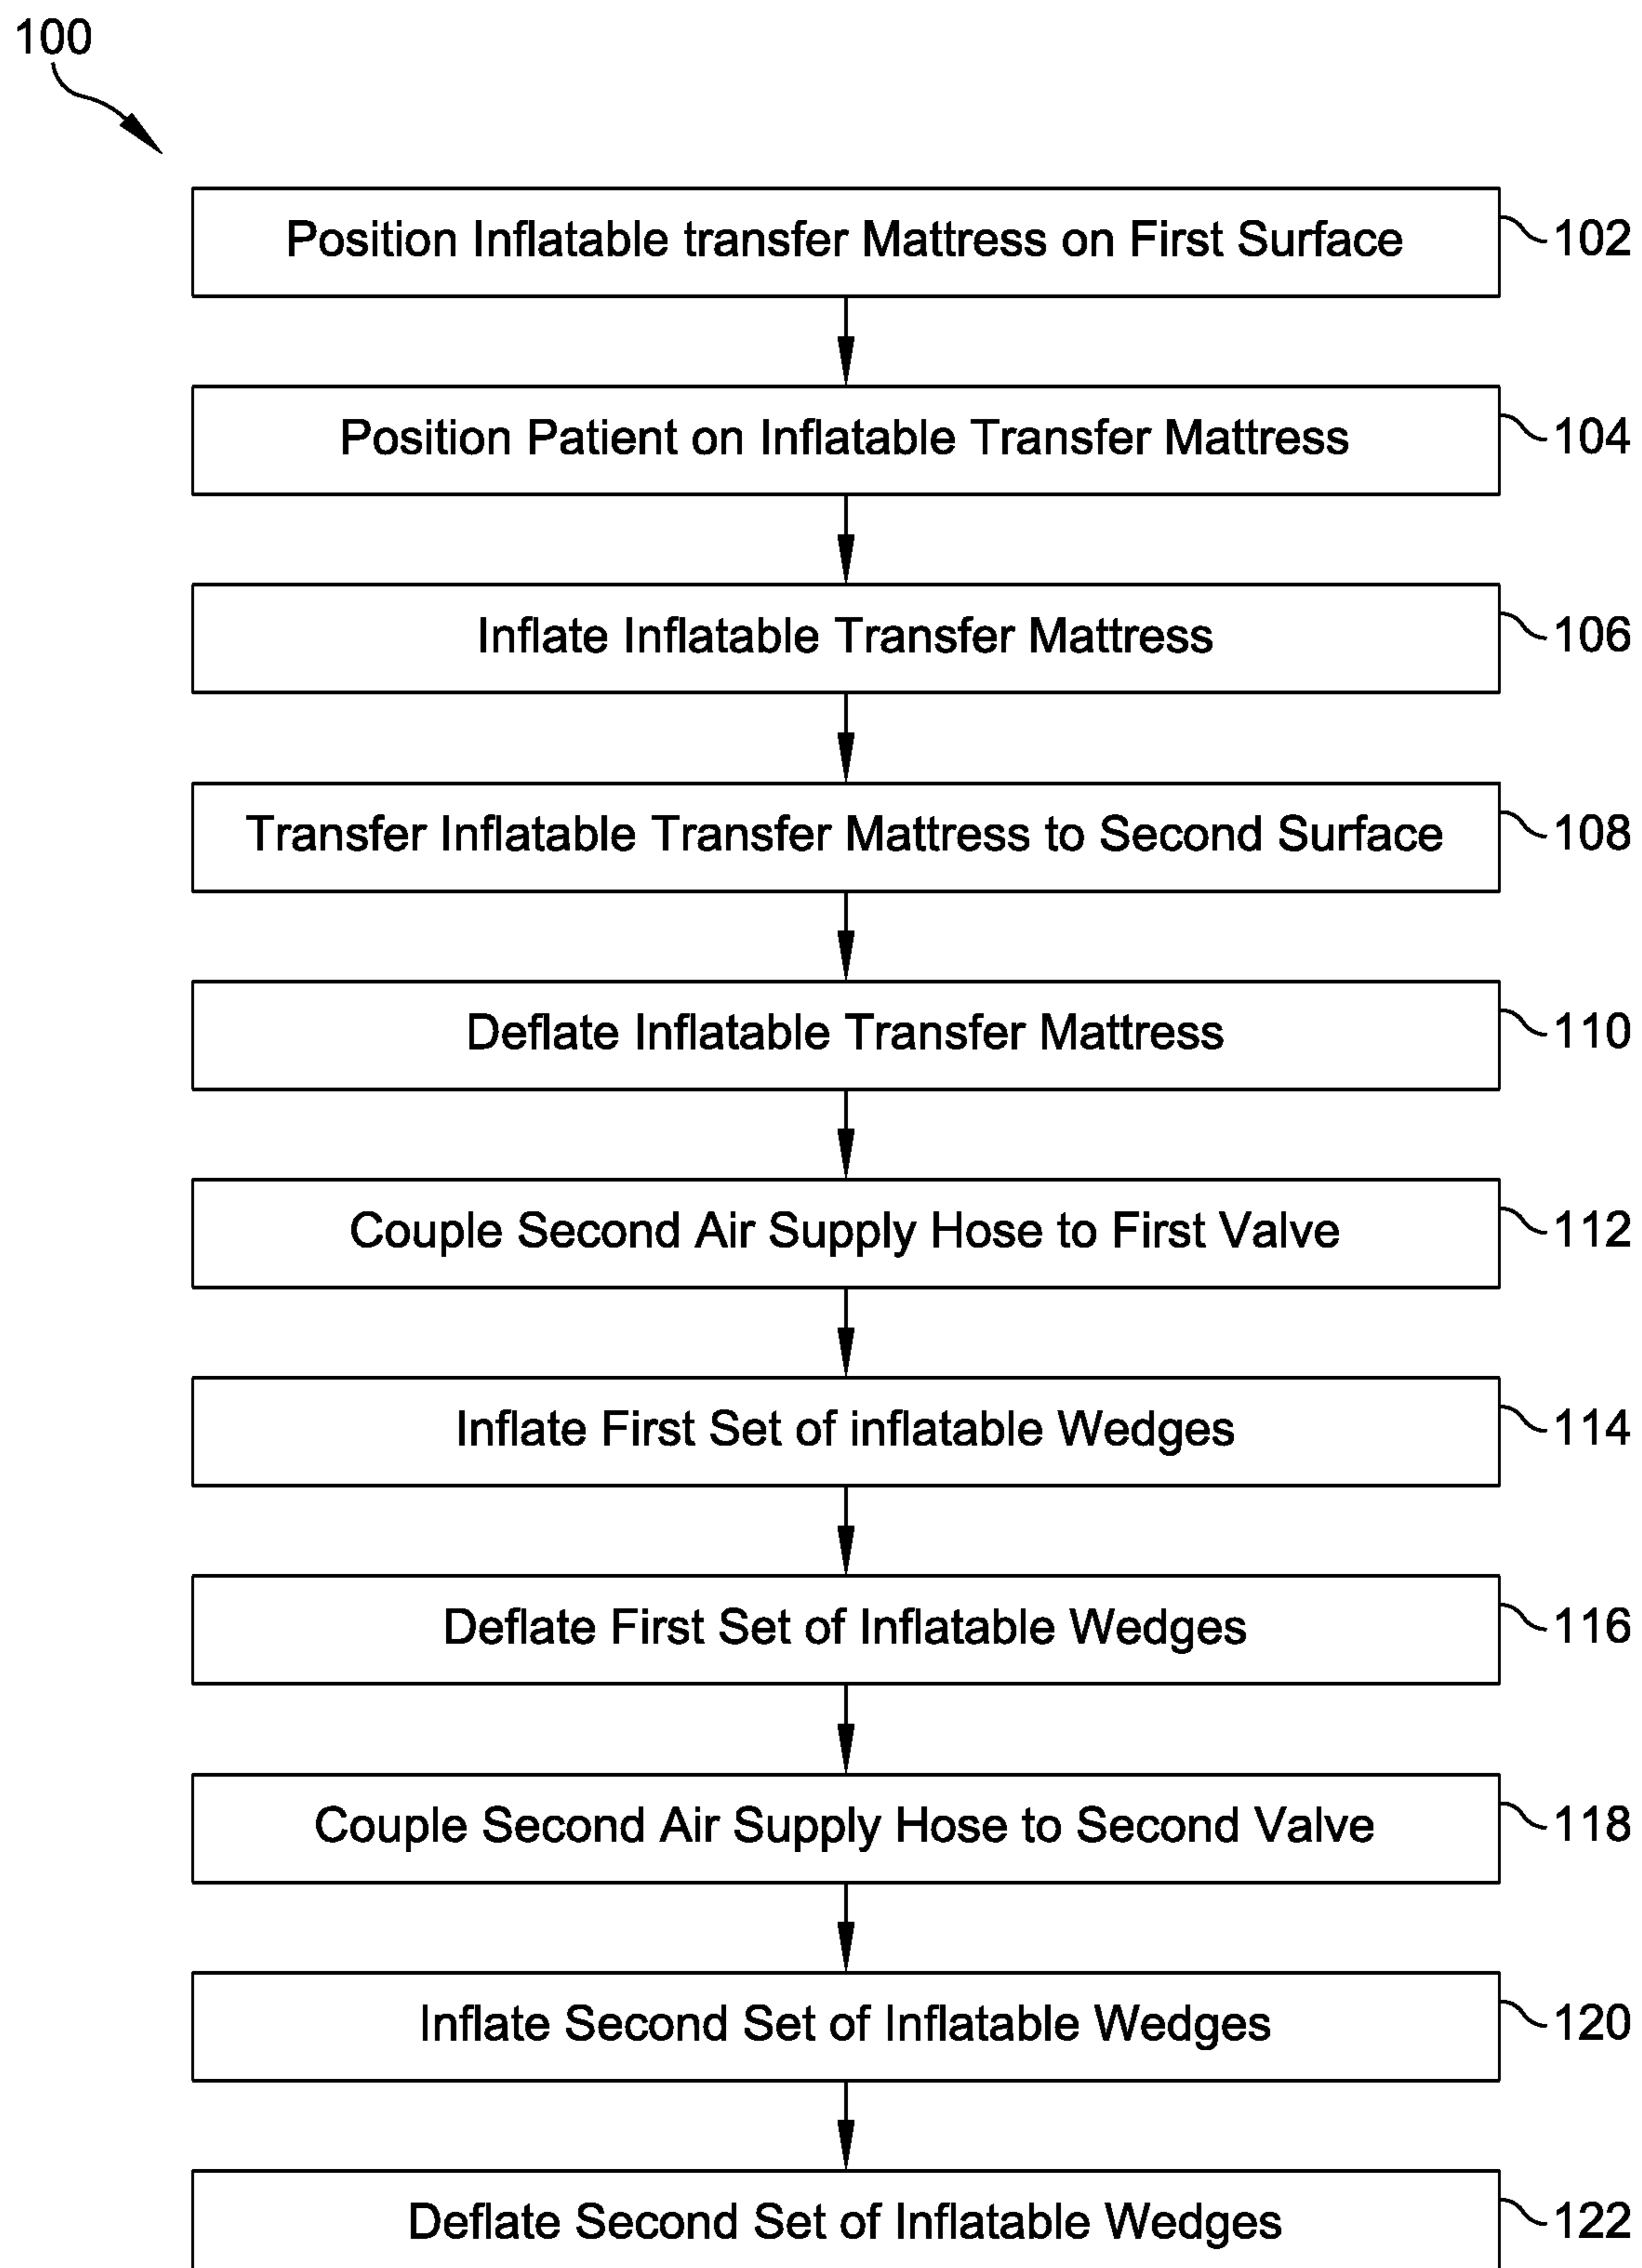 100
Position Inflatable transfer Mattress on First Surface 102
Position Patient on Inflatable Transfer Mattress 104
Inflate Inflatable Transfer Mattress 106
Transfer Inflatable Transfer Mattress to Second Surface 108
Deflate Inflatable Transfer Mattress 110
Couple Second Air Supply Hose to First Valve 112
Inflate First Set of inflatable Wedges 114
Deflate First Set of Inflatable Wedges 116
Couple Second Air Supply Hose to Second Valve 118
Inflate Second Set of Inflatable Wedges 120
Deflate Second Set of Inflatable Wedges 122